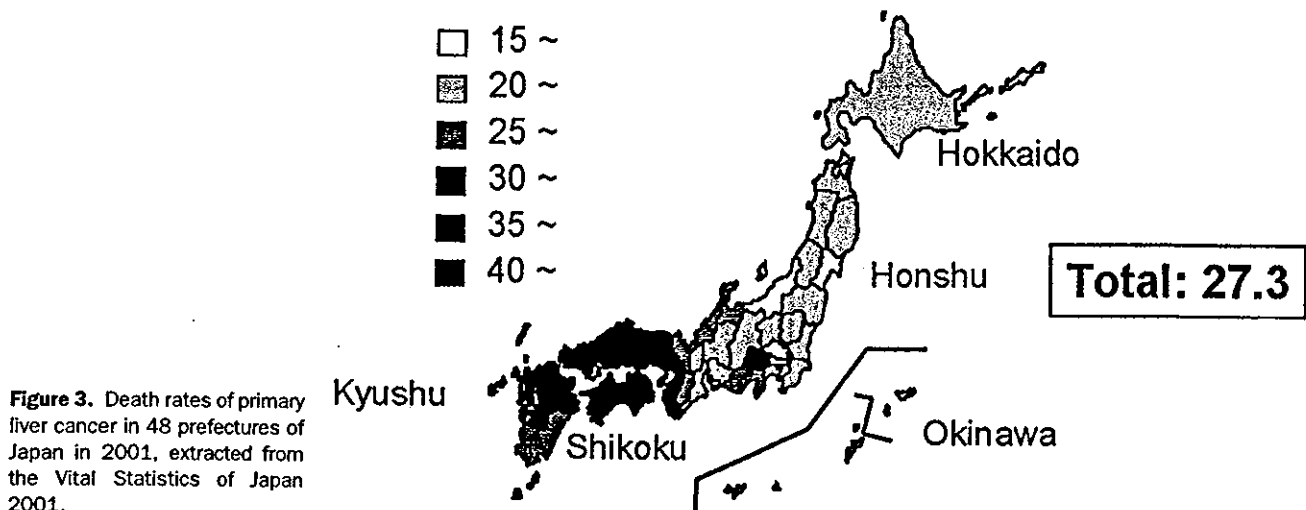 15 ~
20 ~
25 ~
30 ~
35 ~
40 ~
Hokkaido
Honshu
Total: 27.3
Kyushu
Shikoku
Okinawa
Figure 3. Death rates of primary
liver cancer in 48 prefectures of
Japan in 2001, extracted from
the Vital Statistics of Japan
2001.